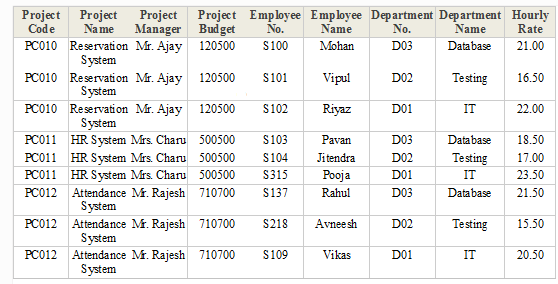 Project Project Project Project Employee Employee Department Department Hourly
Code Name Manager Budget No. Name No. Name Rate
PC010 Reservation Mr. Ajay 120500 S100 Mohan D03 Database 21.00
System
PC010 Reservation Mr. Ajay 120500 S101 Vipul D02 Testing 16.50
System
PC010 Reservation Mr. Ajay 120500 S102 Riyaz D01 IT 22.00
System
PC011 HR System Mrs. Charu 500500 S103 Pavan D03 Database 18.50
PC011 HR System Mrs. Charu 500500 S104 Jitendra D02 Testing 17.00
PC011 HR System Mrs. Charu 500500 S315 Pooja D01 IT 23.50
PC012 Attendance Mr. Rajesh 710700 S137 Rahul D03 Database 21.50
System
PC012 Attendance Mr. Rajesh 710700 S218 Avneesh D02 Testing 15.50
System
PC012 Attendance Mr. Rajesh 710700 S109 Vikas D01 IT 20.50
System